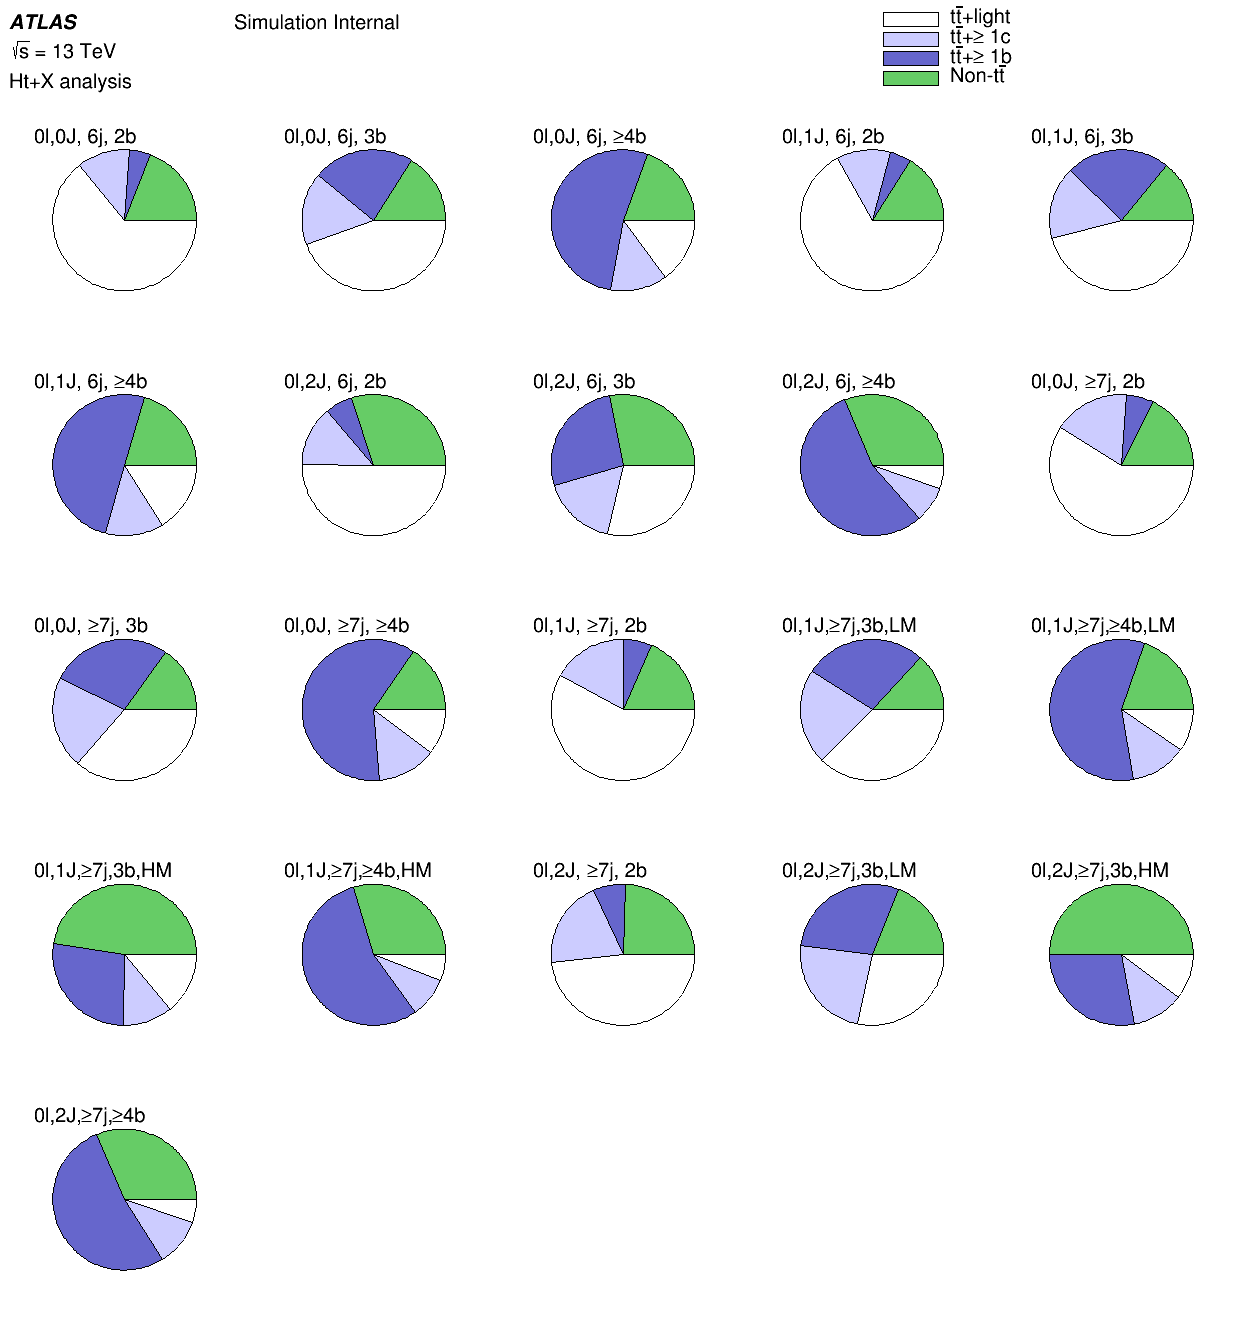 ATLAS Simulation Internal
√s = 13 TeV
Ht+X analysis
tt̄+light
tt̄+≥ 1c
tt̄+≥ 1b
Non-tt̄
0l,0J, 6j, 2b
0l,0J, 6j, 3b
0l,0J, 6j, ≥4b
0l,1J, 6j, 2b
0l,1J, 6j, 3b
0l,1J, 6j, ≥4b
0l,2J, 6j, 2b
0l,2J, 6j, 3b
0l,2J, 6j, ≥4b
0l,0J, ≥7j, 2b
0l,0J, ≥7j, 3b
0l,0J, ≥7j, ≥4b
0l,1J, ≥7j, 2b
0l,1J,≥7j,3b,LM
0l,1J,≥7j,≥4b,LM
0l,1J,≥7j,3b,HM
0l,1J,≥7j,≥4b,HM
0l,2J, ≥7j, 2b
0l,2J,≥7j,3b,LM
0l,2J,≥7j,3b,HM
0l,2J,≥7j,≥4b